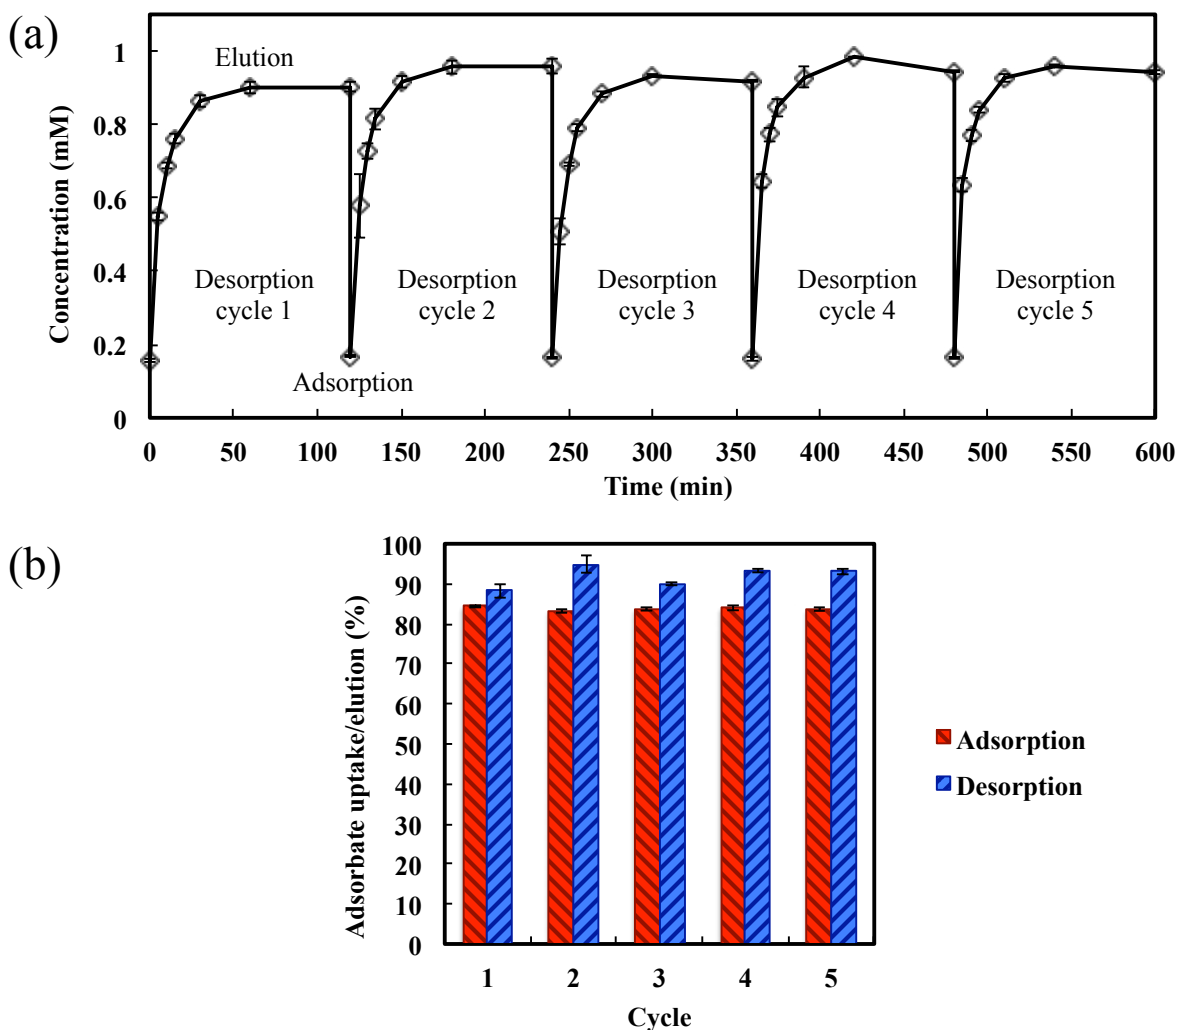 (a)
Concentration (mM)
1
0.8
0.6
0.4
0.2
0
Elution
Desorption
cycle 1
Desorption
cycle 2
Desorption
cycle 3
Desorption
cycle 4
Desorption
cycle 5
Adsorption
0 50 100 150 200 250 300 350 400 450 500 550 600
Time (min)
(b)
Adsorbate uptake/elution (%)
100
90
80
70
60
50
40
30
20
10
0
1 2 3 4 5
Cycle
Adsorption
Desorption